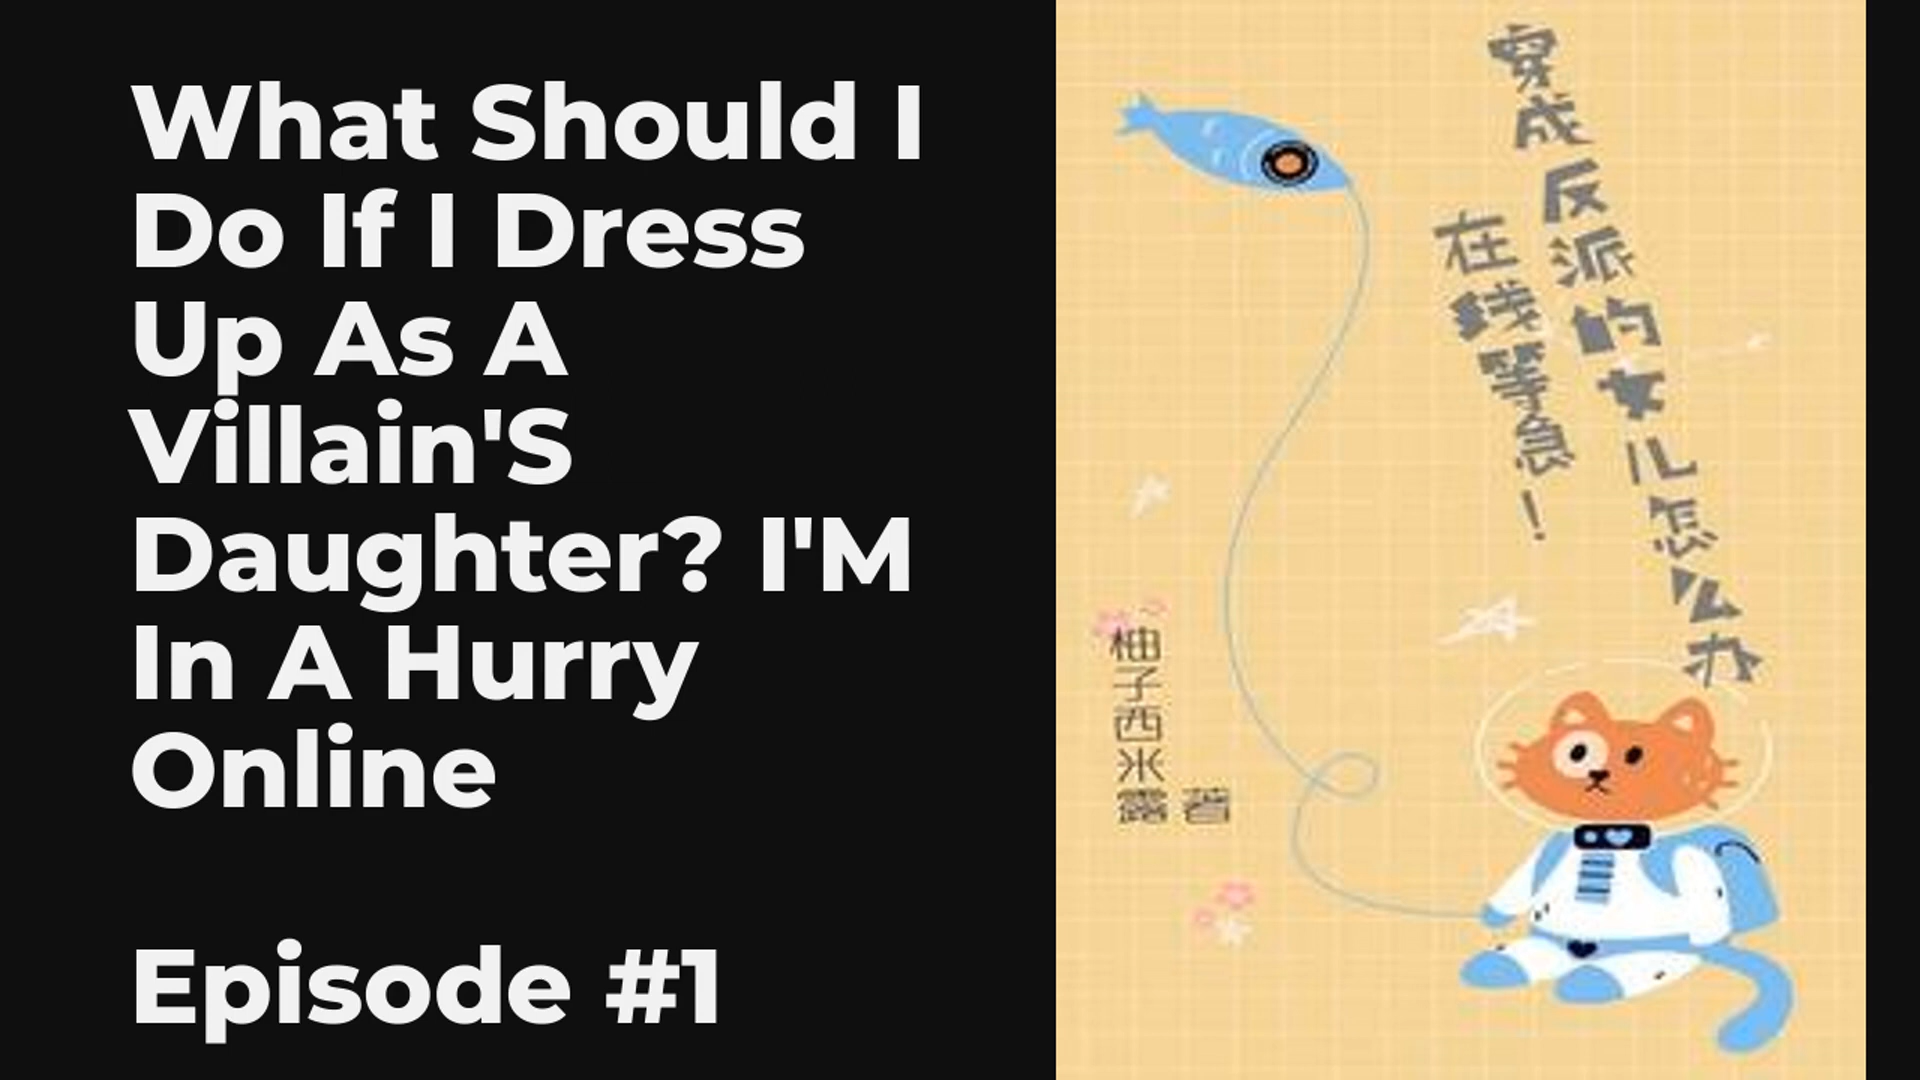 What Should I
Do If I Dress
Up As A
Villain'S
Daughter? I'M
In A Hurry
Online
Episode #1
穿成反派的女儿怎么办
在线等急!
柚子西米露
著